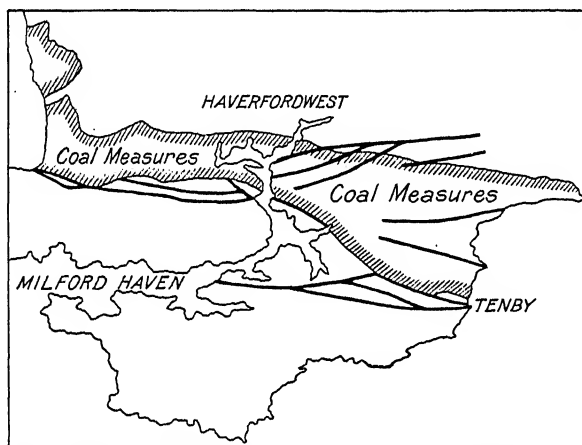 HAVERFORDWEST
Coal Measures
Coal Measures
MILFORD HAVEN
TENBY